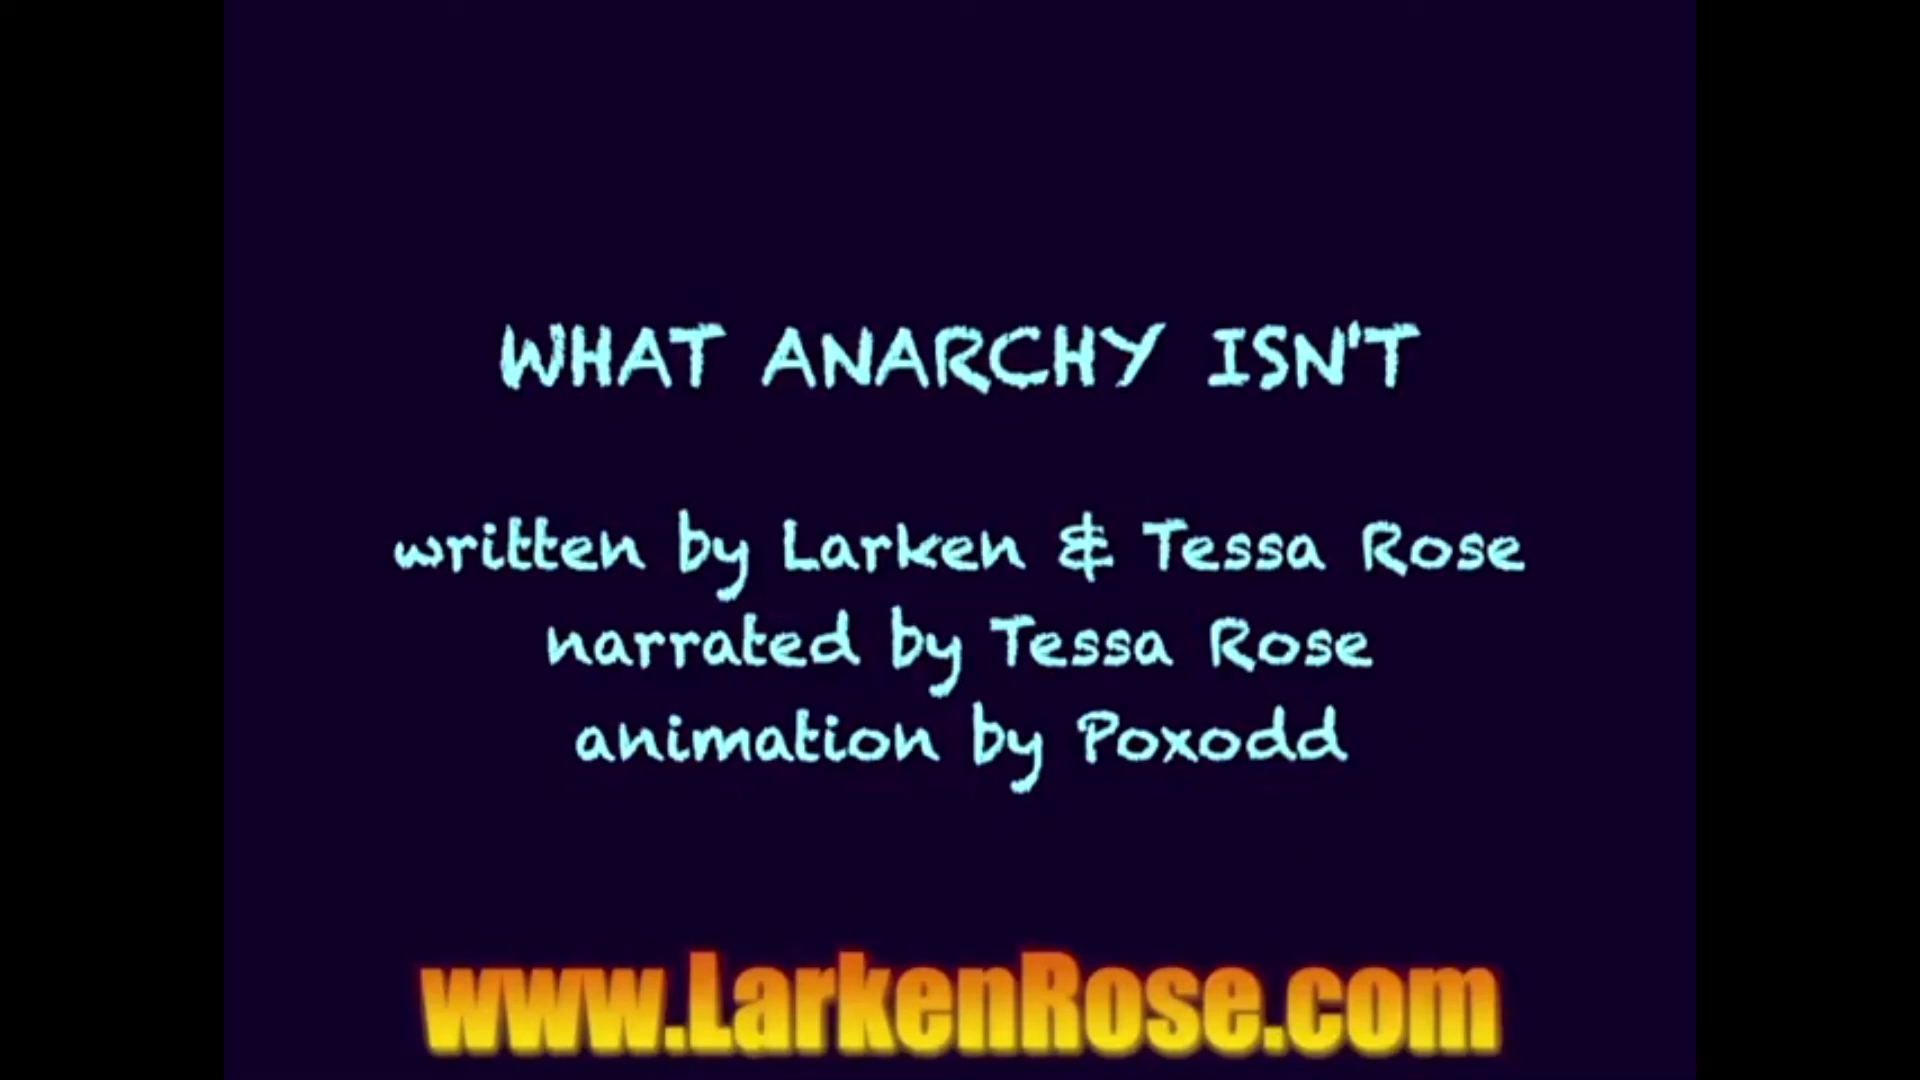 WHAT ANARCHY ISN'T
written by Larken & Tessa Rose
narrated by Tessa Rose
animation by Poxodd
www.LarkenRose.com